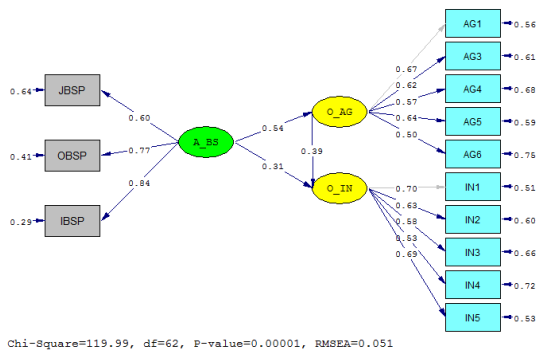 AG1
0.56
AG3
0.61
0.67
0.62
0.64
JBSP
0.57
AG4
0.68
O_AG
0.60
0.64
AG5
0.59
0.54
0.50
0.41
OBSP
0.77
A_BS
0.39
AG6
0.75
0.31
0.84
O_IN
0.70
IN1
0.51
0.63
0.29
IBSP
0.58
IN2
0.60
0.53
0.69
IN3
0.66
IN4
0.72
IN5
0.53
Chi-Square=119.99, df=62, P-value=0.00001, RMSEA=0.051